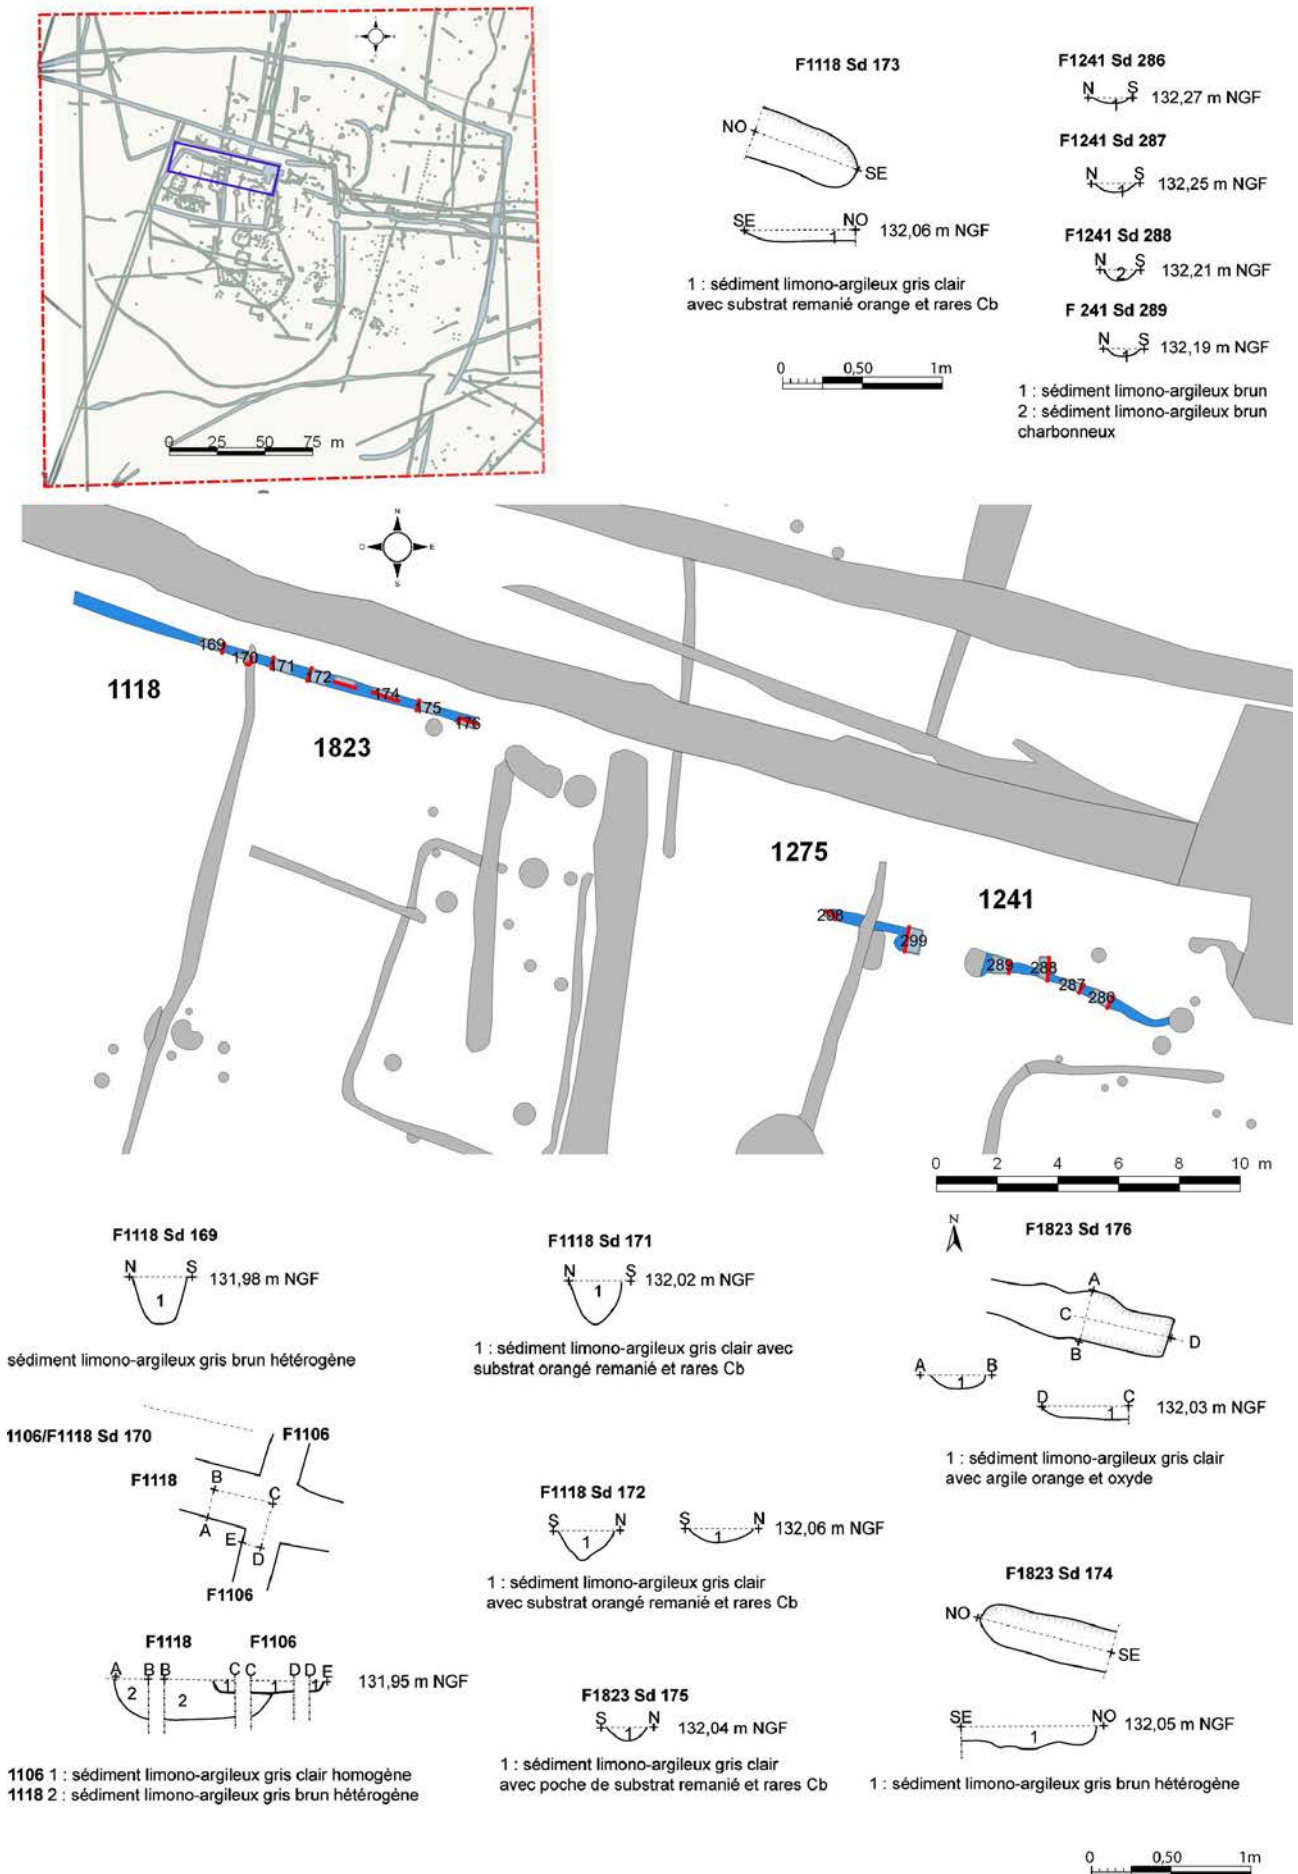 F1118 Sd 173
NO
SE
SE
NO
132,06 m NGF
1 : sédiment limono-argileux gris clair
avec substrat remanié orange et rares Cb
0 0,50 1m
F1241 Sd 286
N S
1
132,27 m NGF
F1241 Sd 287
N S
1
132,25 m NGF
F1241 Sd 288
N S
2
132,21 m NGF
F 241 Sd 289
N S
1
132,19 m NGF
1 : sédiment limono-argileux brun
2 : sédiment limono-argileux brun
charbonneux
0 25 50 75 m
N
O E
S
169
170
171
172
174
175
176
1118
1823
1275
1241
298
299
289
288
287
286
0 2 4 6 8 10 m
F1118 Sd 169
N S
1
131,98 m NGF
sédiment limono-argileux gris brun hétérogène
1106/F1118 Sd 170
F1106
F1118
B
C
A
E
D
F1106
F1118 F1106
A B B C C D D E
2 2 1 1 1
131,95 m NGF
1106 1 : sédiment limono-argileux gris clair homogène
1118 2 : sédiment limono-argileux gris brun hétérogène
F1118 Sd 171
N S
1
132,02 m NGF
1 : sédiment limono-argileux gris clair avec
substrat orangé remanié et rares Cb
F1118 Sd 172
S N S N
1 1
132,06 m NGF
1 : sédiment limono-argileux gris clair
avec substrat orangé remanié et rares Cb
F1823 Sd 175
S N
1
132,04 m NGF
1 : sédiment limono-argileux gris clair
avec poche de substrat remanié et rares Cb
N
F1823 Sd 176
A
C
D
B
A B
1
D C
1
132,03 m NGF
1 : sédiment limono-argileux gris clair
avec argile orange et oxyde
F1823 Sd 174
NO
SE
SE NO
1
132,05 m NGF
1 : sédiment limono-argileux gris brun hétérogène
0 0,50 1m